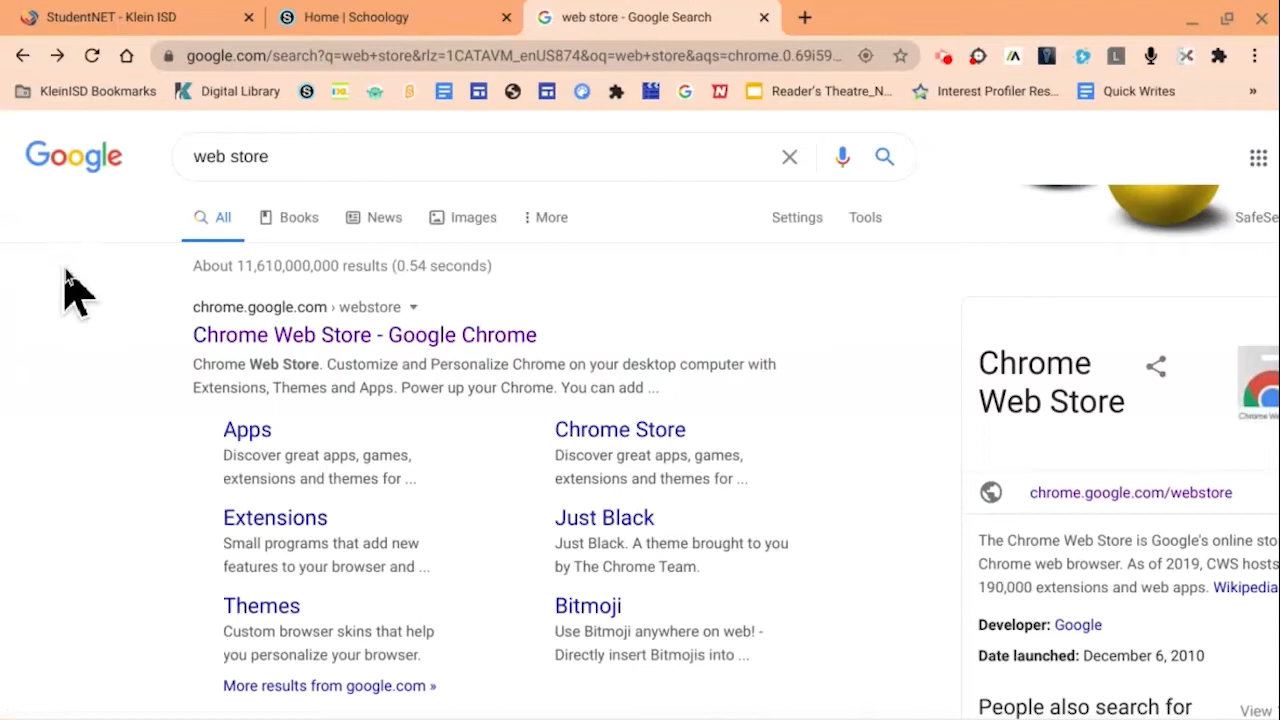 StudentNET - Klein ISD
Home | Schoology
web store - Google Search
google.com/search?q=web+store&rlz=1CATAVM_enUS874&oq=web+store&aqs=chrome.0.69i59...
KleinISD Bookmarks
Digital Library
Reader's Theatre_N...
Interest Profiler Res...
Quick Writes
»
Google
web store
All
Books
News
Images
More
Settings
Tools
SafeSe
About 11,610,000,000 results (0.54 seconds)
chrome.google.com › webstore
Chrome Web Store - Google Chrome
Chrome Web Store. Customize and Personalize Chrome on your desktop computer with
Extensions, Themes and Apps. Power up your Chrome. You can add ...
Apps
Discover great apps, games,
extensions and themes for ...
Chrome Store
Discover great apps, games,
extensions and themes for ...
Extensions
Small programs that add new
features to your browser and ...
Just Black
Just Black. A theme brought to you
by The Chrome Team.
Themes
Custom browser skins that help
you personalize your browser.
Bitmoji
Use Bitmoji anywhere on web! -
Directly insert Bitmojis into ...
More results from google.com »
Chrome
Web Store
Chrome We
chrome.google.com/webstore
The Chrome Web Store is Google's online sto
Chrome web browser. As of 2019, CWS hosts
190,000 extensions and web apps. Wikipedia
Developer: Google
Date launched: December 6, 2010
People also search for
View